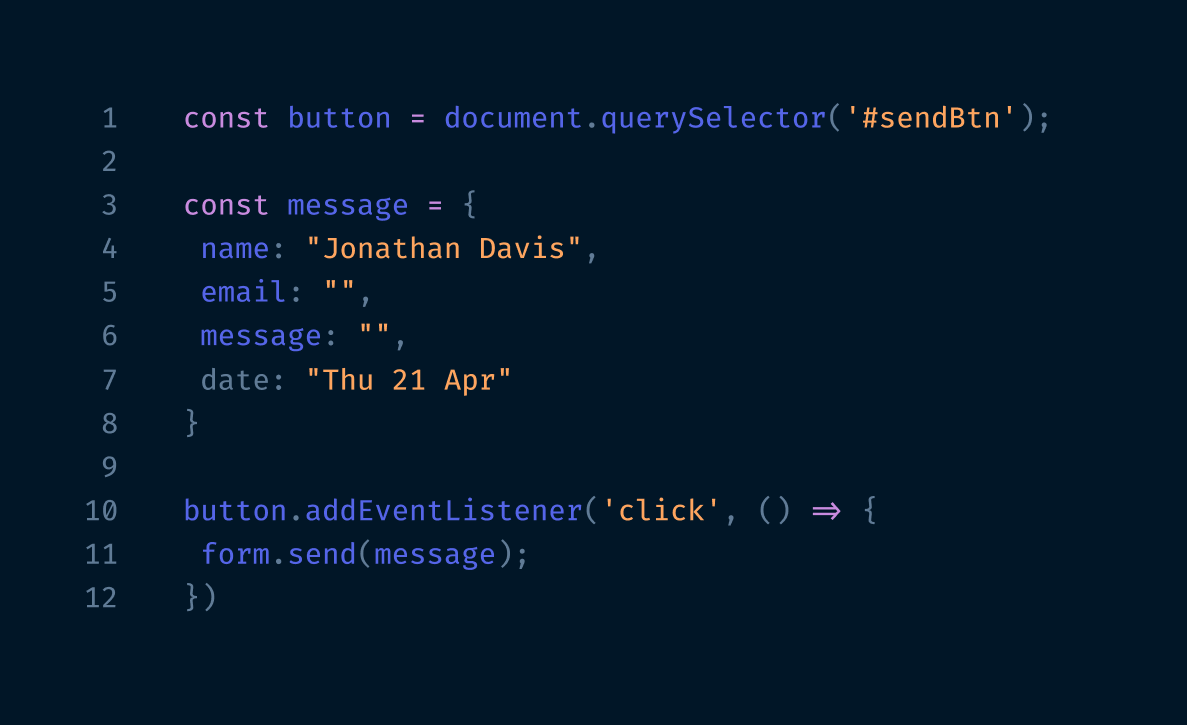 1 const button = document.querySelector('#sendBtn');
2
3 const message = {
4 name: "Jonathan Davis",
5 email: "",
6 message: "",
7 date: "Thu 21 Apr"
8 }
9
10 button.addEventListener('click', () => {
11 form.send(message);
12 })